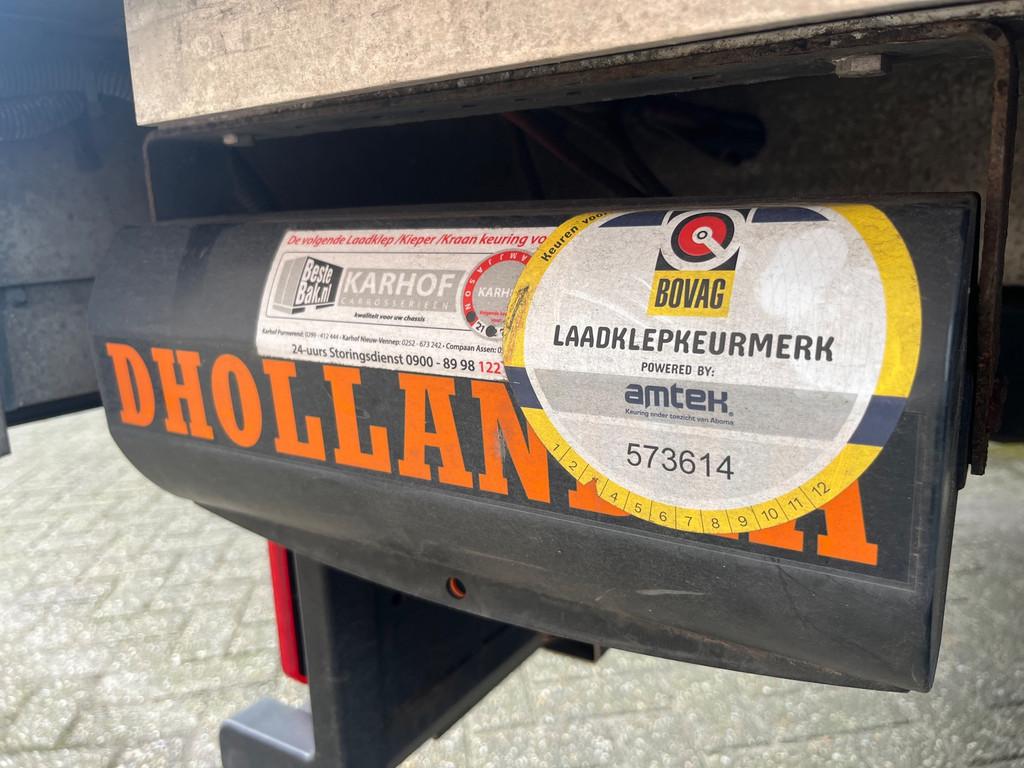 De volgende Laadklep /Kieper /Kraan keuring vo
Beste
Bak.nl
KARHOF
CARROSSERIEËN
kwaliteit voor uw chassis
KARH
21
Karhof Purmerend: 0299 - 412 444 • Karhof Nieuw-Vennep: 0252 - 673 242 • Compaan Assen: 0
24-uurs Storingsdienst 0900 - 89 98 122
Keuren voor
BOVAG
LAADKLEPKEURMERK
POWERED BY:
amtek
Keuring onder toezicht van Aboma
573614
1 2 4 5 6 7 8 9 10 11 12
DHOLLAN A